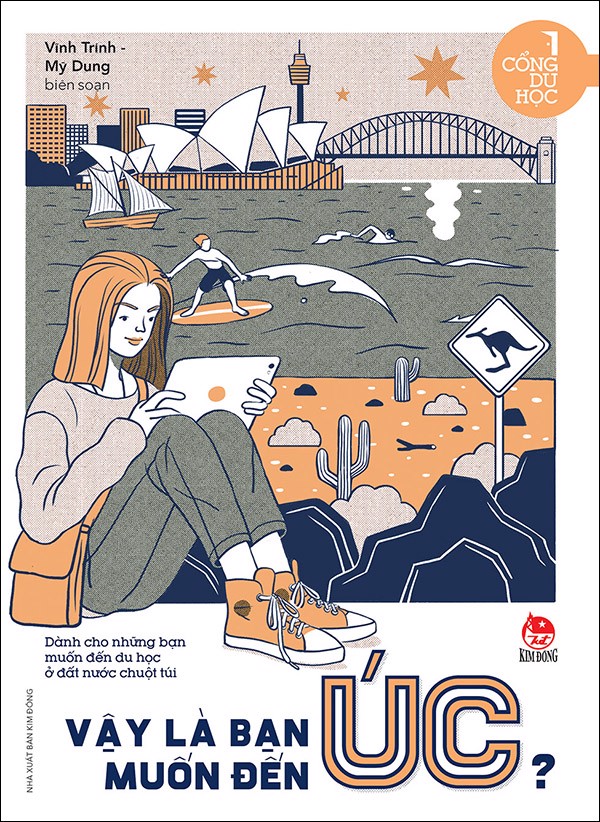 Vĩnh Trinh -
Mỹ Dung
biên soạn
CỔNG
DU
HỌC
Dành cho những bạn
muốn đến du học
ở đất nước chuột túi
KIM ĐỒNG
NHÀ XUẤT BẢN KIM ĐỒNG
VẬY LÀ BẠN
MUỐN ĐẾN
ÚC?